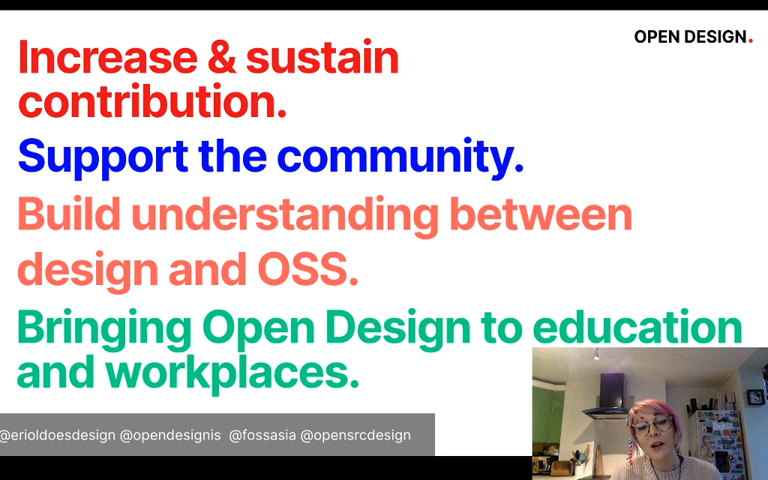 OPEN DESIGN.
Increase & sustain
contribution.
Support the community.
Build understanding between
design and OSS.
Bringing Open Design to education
and workplaces.
@erioldoesdesign @opendesignis @fossasia @opensrcdesign